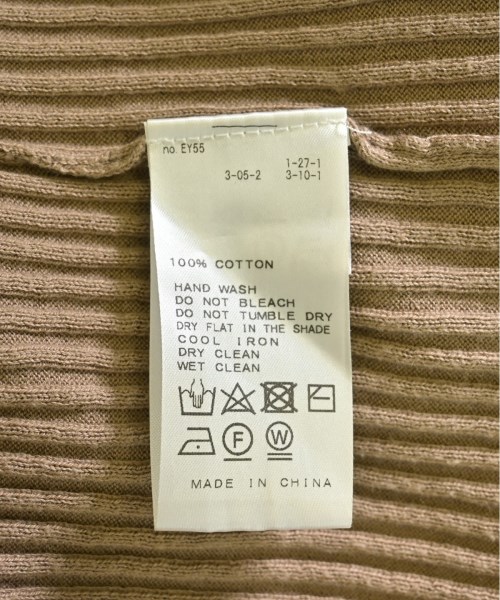 no. EY55
1-27-1
3-05-2 3-10-1
100% COTTON
HAND WASH
DO NOT BLEACH
DO NOT TUMBLE DRY
DRY FLAT IN THE SHADE
COOL IRON
DRY CLEAN
WET CLEAN
F W
MADE IN CHINA